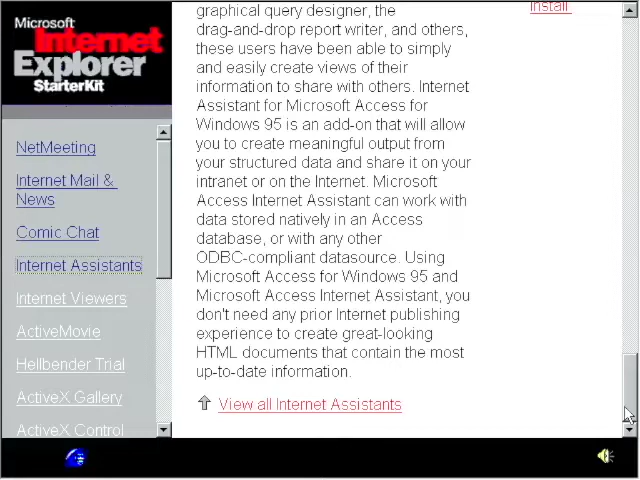 Microsoft
Internet
Explorer
StarterKit
NetMeeting
Internet Mail &
News
Comic Chat
Internet Assistants
Internet Viewers
ActiveMovie
Hellbender Trial
ActiveX Gallery
ActiveX Control
graphical query designer, the
drag-and-drop report writer, and others,
these users have been able to simply
and easily create views of their
information to share with others. Internet
Assistant for Microsoft Access for
Windows 95 is an add-on that will allow
you to create meaningful output from
your structured data and share it on your
intranet or on the Internet. Microsoft
Access Internet Assistant can work with
data stored natively in an Access
database, or with any other
ODBC-compliant datasource. Using
Microsoft Access for Windows 95 and
Microsoft Access Internet Assistant, you
don't need any prior Internet publishing
experience to create great-looking
HTML documents that contain the most
up-to-date information.
View all Internet Assistants
Install